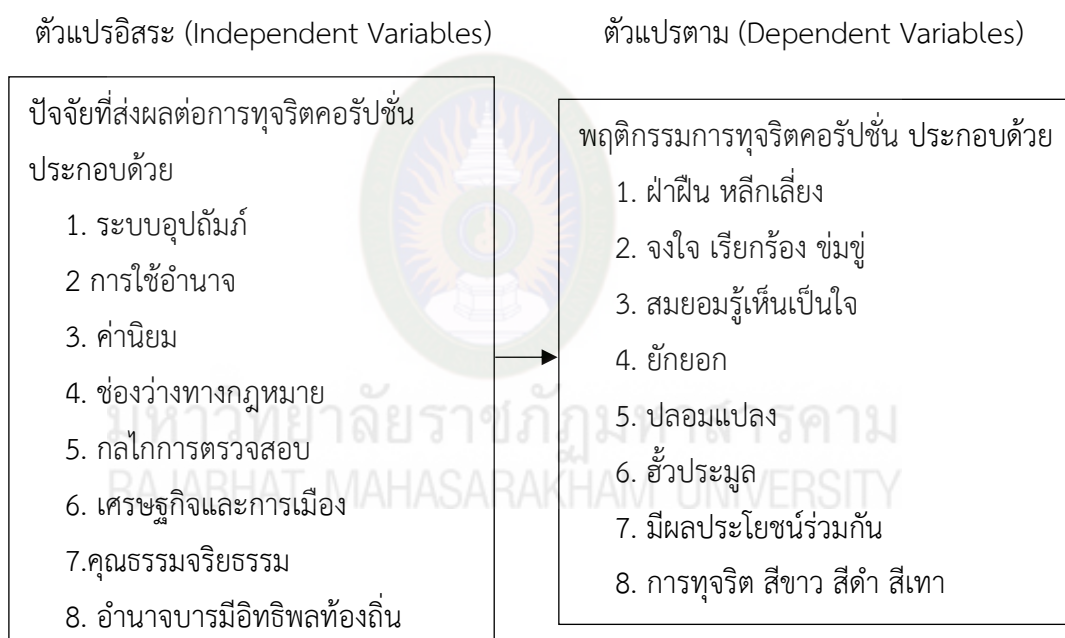 ตัวแปรอิสระ (Independent Variables)
ตัวแปรตาม (Dependent Variables)
ปัจจัยที่ส่งผลต่อการทุจริตคอรัปชั่น
ประกอบด้วย
1. ระบบอุปถัมภ์
2 การใช้อำนาจ
3. ค่านิยม
4. ช่องว่างทางกฎหมาย
5. กลไกการตรวจสอบ
6. เศรษฐกิจและการเมือง
7.คุณธรรมจริยธรรม
8. อำนาจบารมีอิทธิพลท้องถิ่น
พฤติกรรมการทุจริตคอรัปชั่น ประกอบด้วย
1. ฝ่าฝืน หลีกเลี่ยง
2. จงใจ เรียกร้อง ข่มขู่
3. สมยอมรู้เห็นเป็นใจ
4. ยักยอก
5. ปลอมแปลง
6. ฮั้วประมูล
7. มีผลประโยชน์ร่วมกัน
8. การทุจริต สีขาว สีดำ สีเทา
มหาวิทยาลัยราชภัฏมหาสารคาม
RAJABHAT MAHASARAKHAM UNIVERSITY